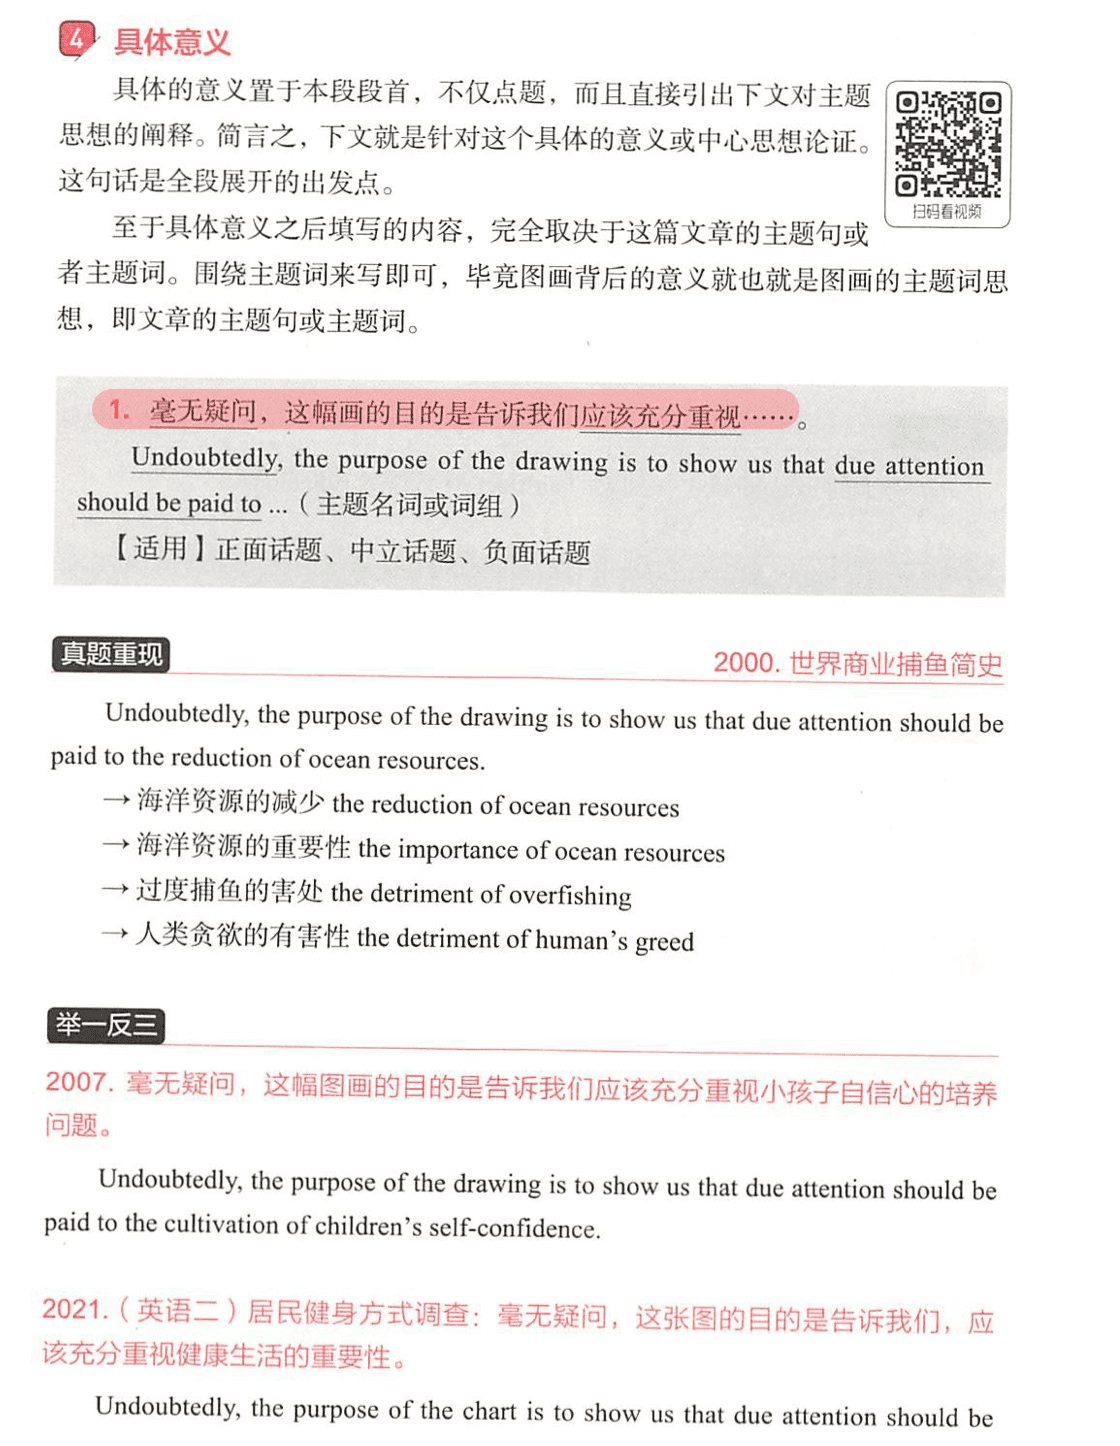 4 具体意义
具体的意义置于本段段首，不仅点题，而且直接引出下文对主题
思想的阐释。简言之，下文就是针对这个具体的意义或中心思想论证。
这句话是全段展开的出发点。
扫码看视频
至于具体意义之后填写的内容，完全取决于这篇文章的主题句或
者主题词。围绕主题词来写即可，毕竟图画背后的意义就也就是图画的主题词思
想，即文章的主题句或主题词。
1. 毫无疑问，这幅画的目的是告诉我们应该充分重视……。
Undoubtedly, the purpose of the drawing is to show us that due attention
should be paid to ...（主题名词或词组）
【适用】正面话题、中立话题、负面话题
真题重现
2000. 世界商业捕鱼简史
Undoubtedly, the purpose of the drawing is to show us that due attention should be
paid to the reduction of ocean resources.
→ 海洋资源的减少 the reduction of ocean resources
→ 海洋资源的重要性 the importance of ocean resources
→ 过度捕鱼的害处 the detriment of overfishing
→ 人类贪欲的有害性 the detriment of human's greed
举一反三
2007. 毫无疑问，这幅图画的目的是告诉我们应该充分重视小孩子自信心的培养
问题。
Undoubtedly, the purpose of the drawing is to show us that due attention should be
paid to the cultivation of children's self-confidence.
2021.（英语二）居民健身方式调查：毫无疑问，这张图的目的是告诉我们，应
该充分重视健康生活的重要性。
Undoubtedly, the purpose of the chart is to show us that due attention should be